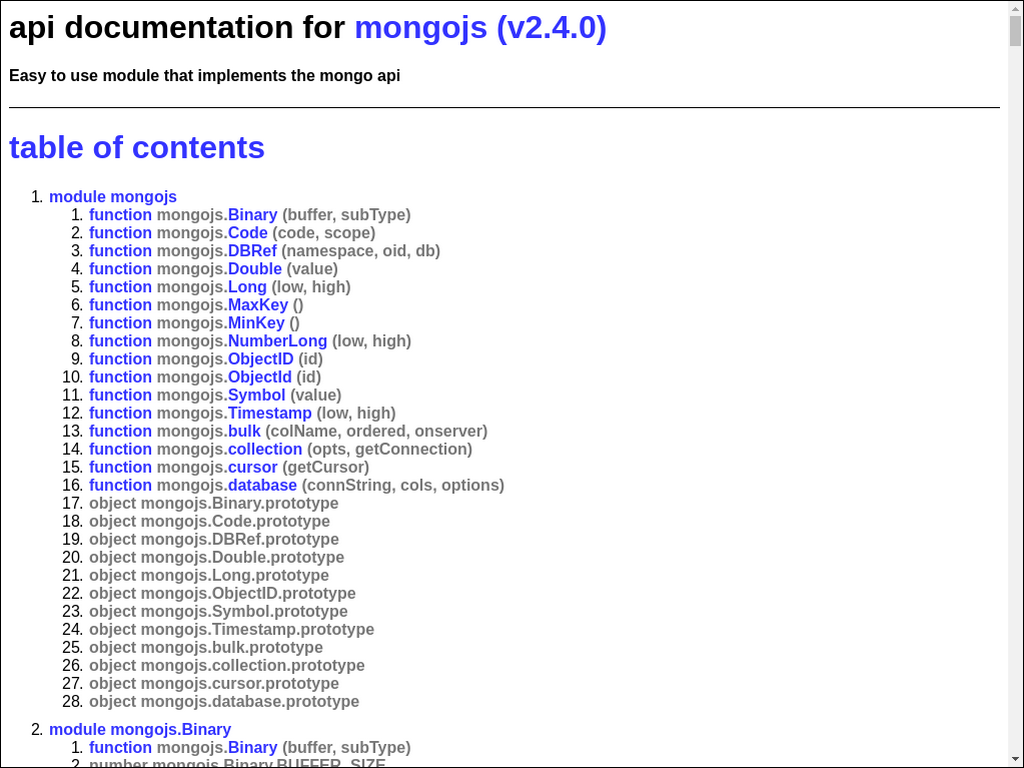 api documentation for mongojs (v2.4.0)
Easy to use module that implements the mongo api
table of contents
1. module mongojs
1. function mongojs.Binary (buffer, subType)
2. function mongojs.Code (code, scope)
3. function mongojs.DBRef (namespace, oid, db)
4. function mongojs.Double (value)
5. function mongojs.Long (low, high)
6. function mongojs.MaxKey ()
7. function mongojs.MinKey ()
8. function mongojs.NumberLong (low, high)
9. function mongojs.ObjectID (id)
10. function mongojs.ObjectId (id)
11. function mongojs.Symbol (value)
12. function mongojs.Timestamp (low, high)
13. function mongojs.bulk (colName, ordered, onserver)
14. function mongojs.collection (opts, getConnection)
15. function mongojs.cursor (getCursor)
16. function mongojs.database (connString, cols, options)
17. object mongojs.Binary.prototype
18. object mongojs.Code.prototype
19. object mongojs.DBRef.prototype
20. object mongojs.Double.prototype
21. object mongojs.Long.prototype
22. object mongojs.ObjectID.prototype
23. object mongojs.Symbol.prototype
24. object mongojs.Timestamp.prototype
25. object mongojs.bulk.prototype
26. object mongojs.collection.prototype
27. object mongojs.cursor.prototype
28. object mongojs.database.prototype
2. module mongojs.Binary
1. function mongojs.Binary (buffer, subType)
2. number mongojs.Binary.BUFFER_SIZE